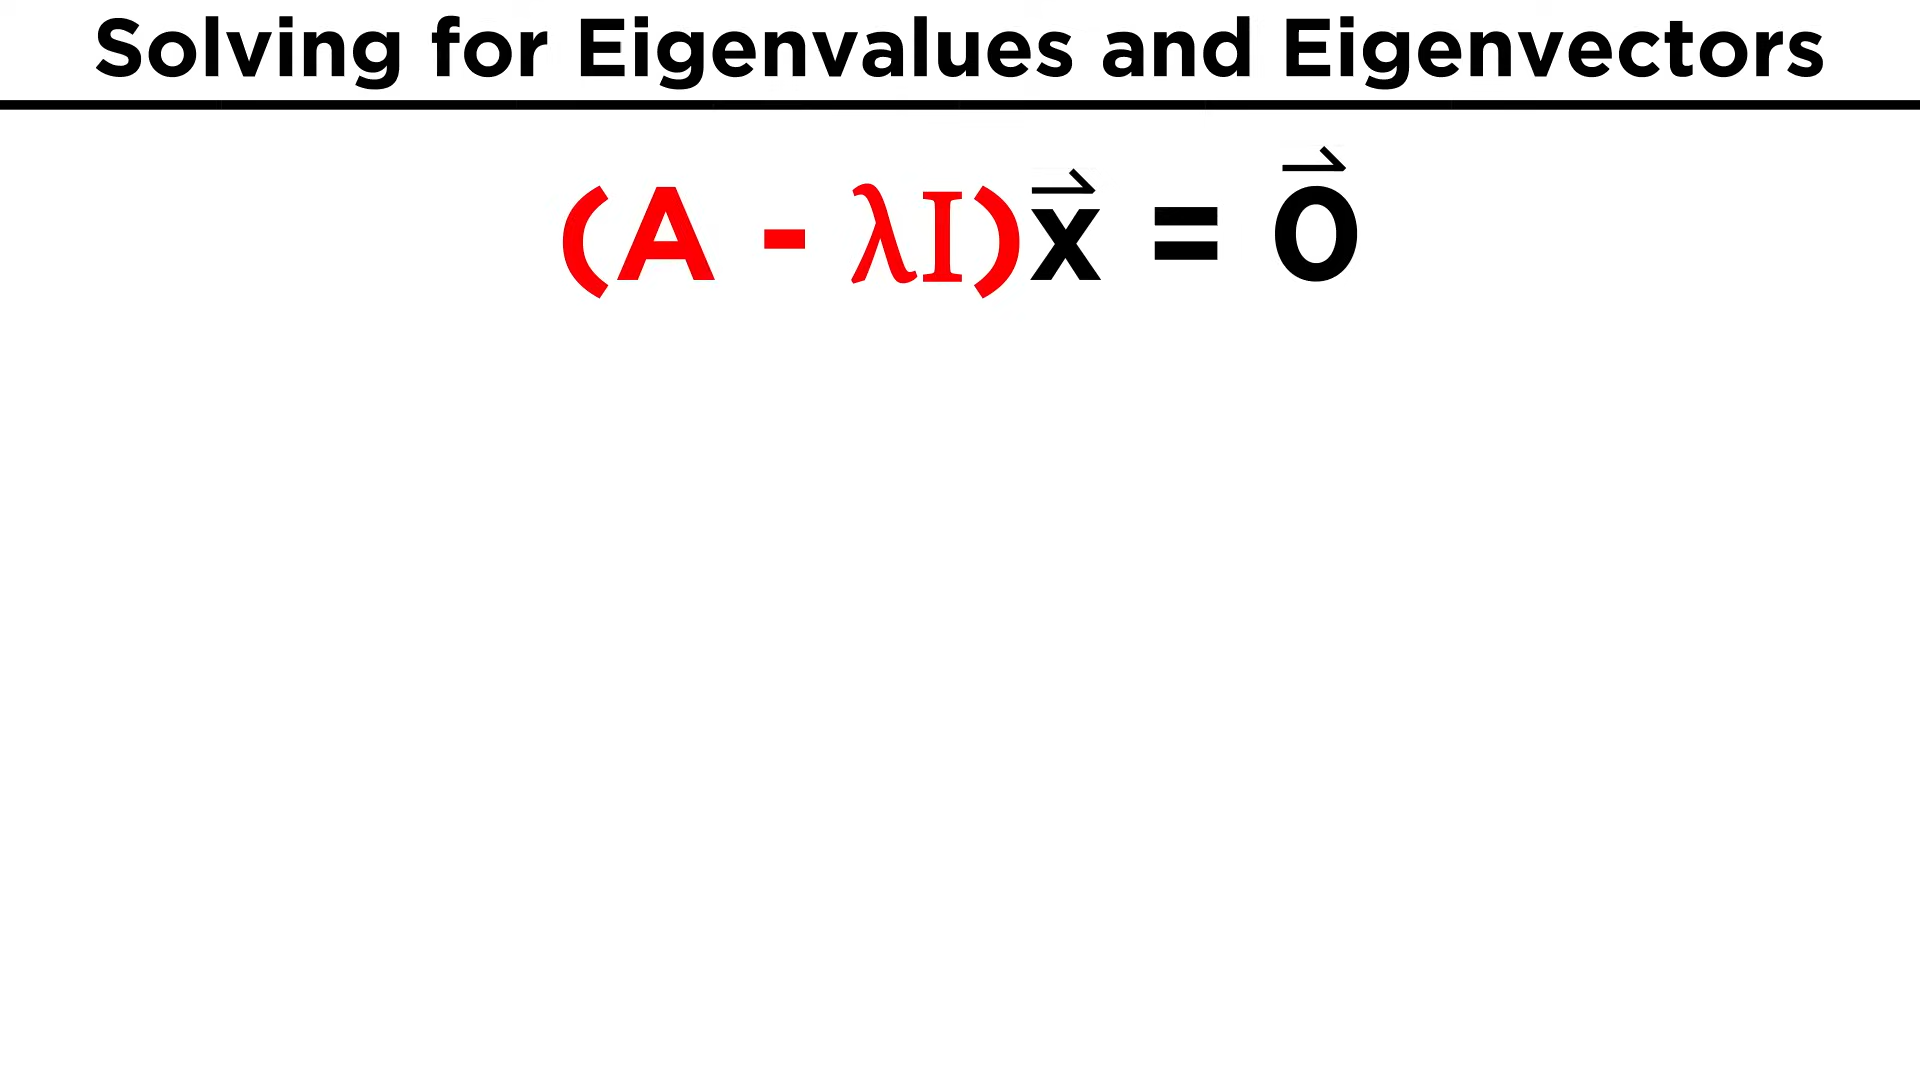 Solving for Eigenvalues and Eigenvectors
(A - λI)x⃑ = 0⃑